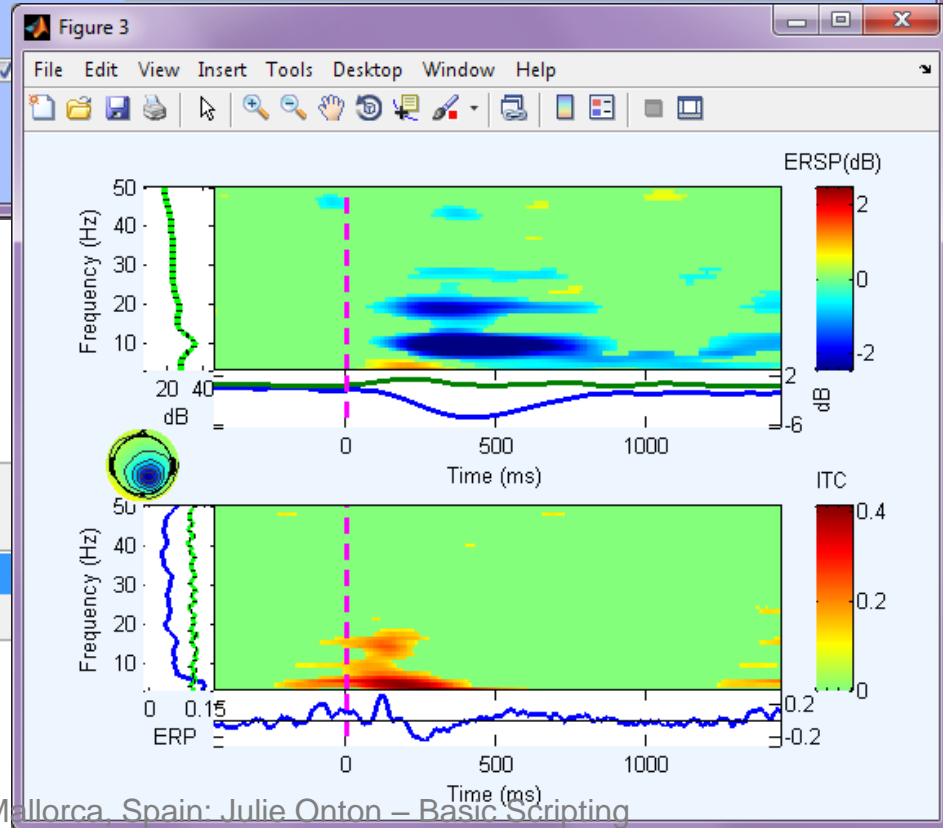 Figure 3
File Edit View Insert Tools Desktop Window Help
ERSP(dB)
50
40
30
20
10
Frequency (Hz)
2
0
-2
20 40
dB
2
-6
dB
0 500 1000
Time (ms)
ITC
50
40
30
20
10
Frequency (Hz)
0.4
0.2
0
0 0.15
ERP
0.2
-0.2
0 500 1000
Time (ms)
Mallorca, Spain: Julie Onton – Basic Scripting